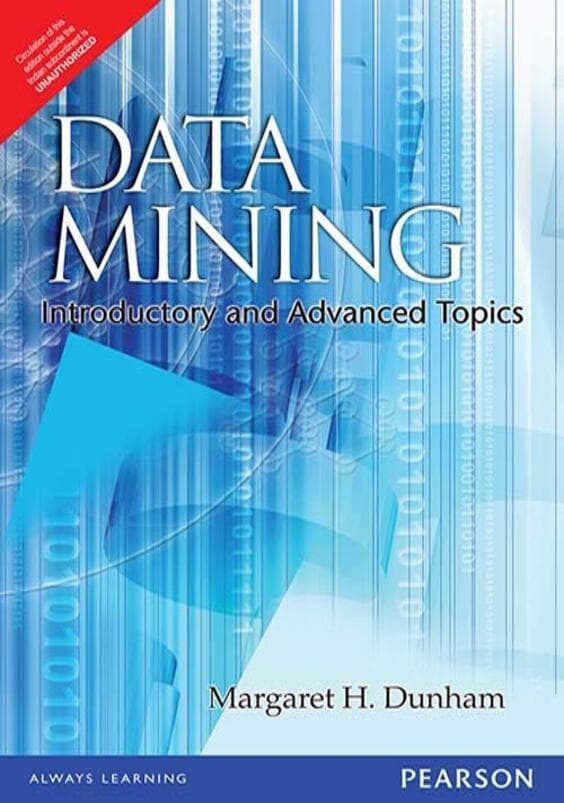 Circulation of this
edition outside the
Indian subcontinent is
UNAUTHORIZED
DATA
MINING
Introductory and Advanced Topics
Margaret H. Dunham
ALWAYS LEARNING
PEARSON